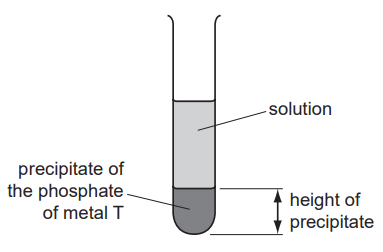 solution
precipitate of
the phosphate
of metal T
height of
precipitate